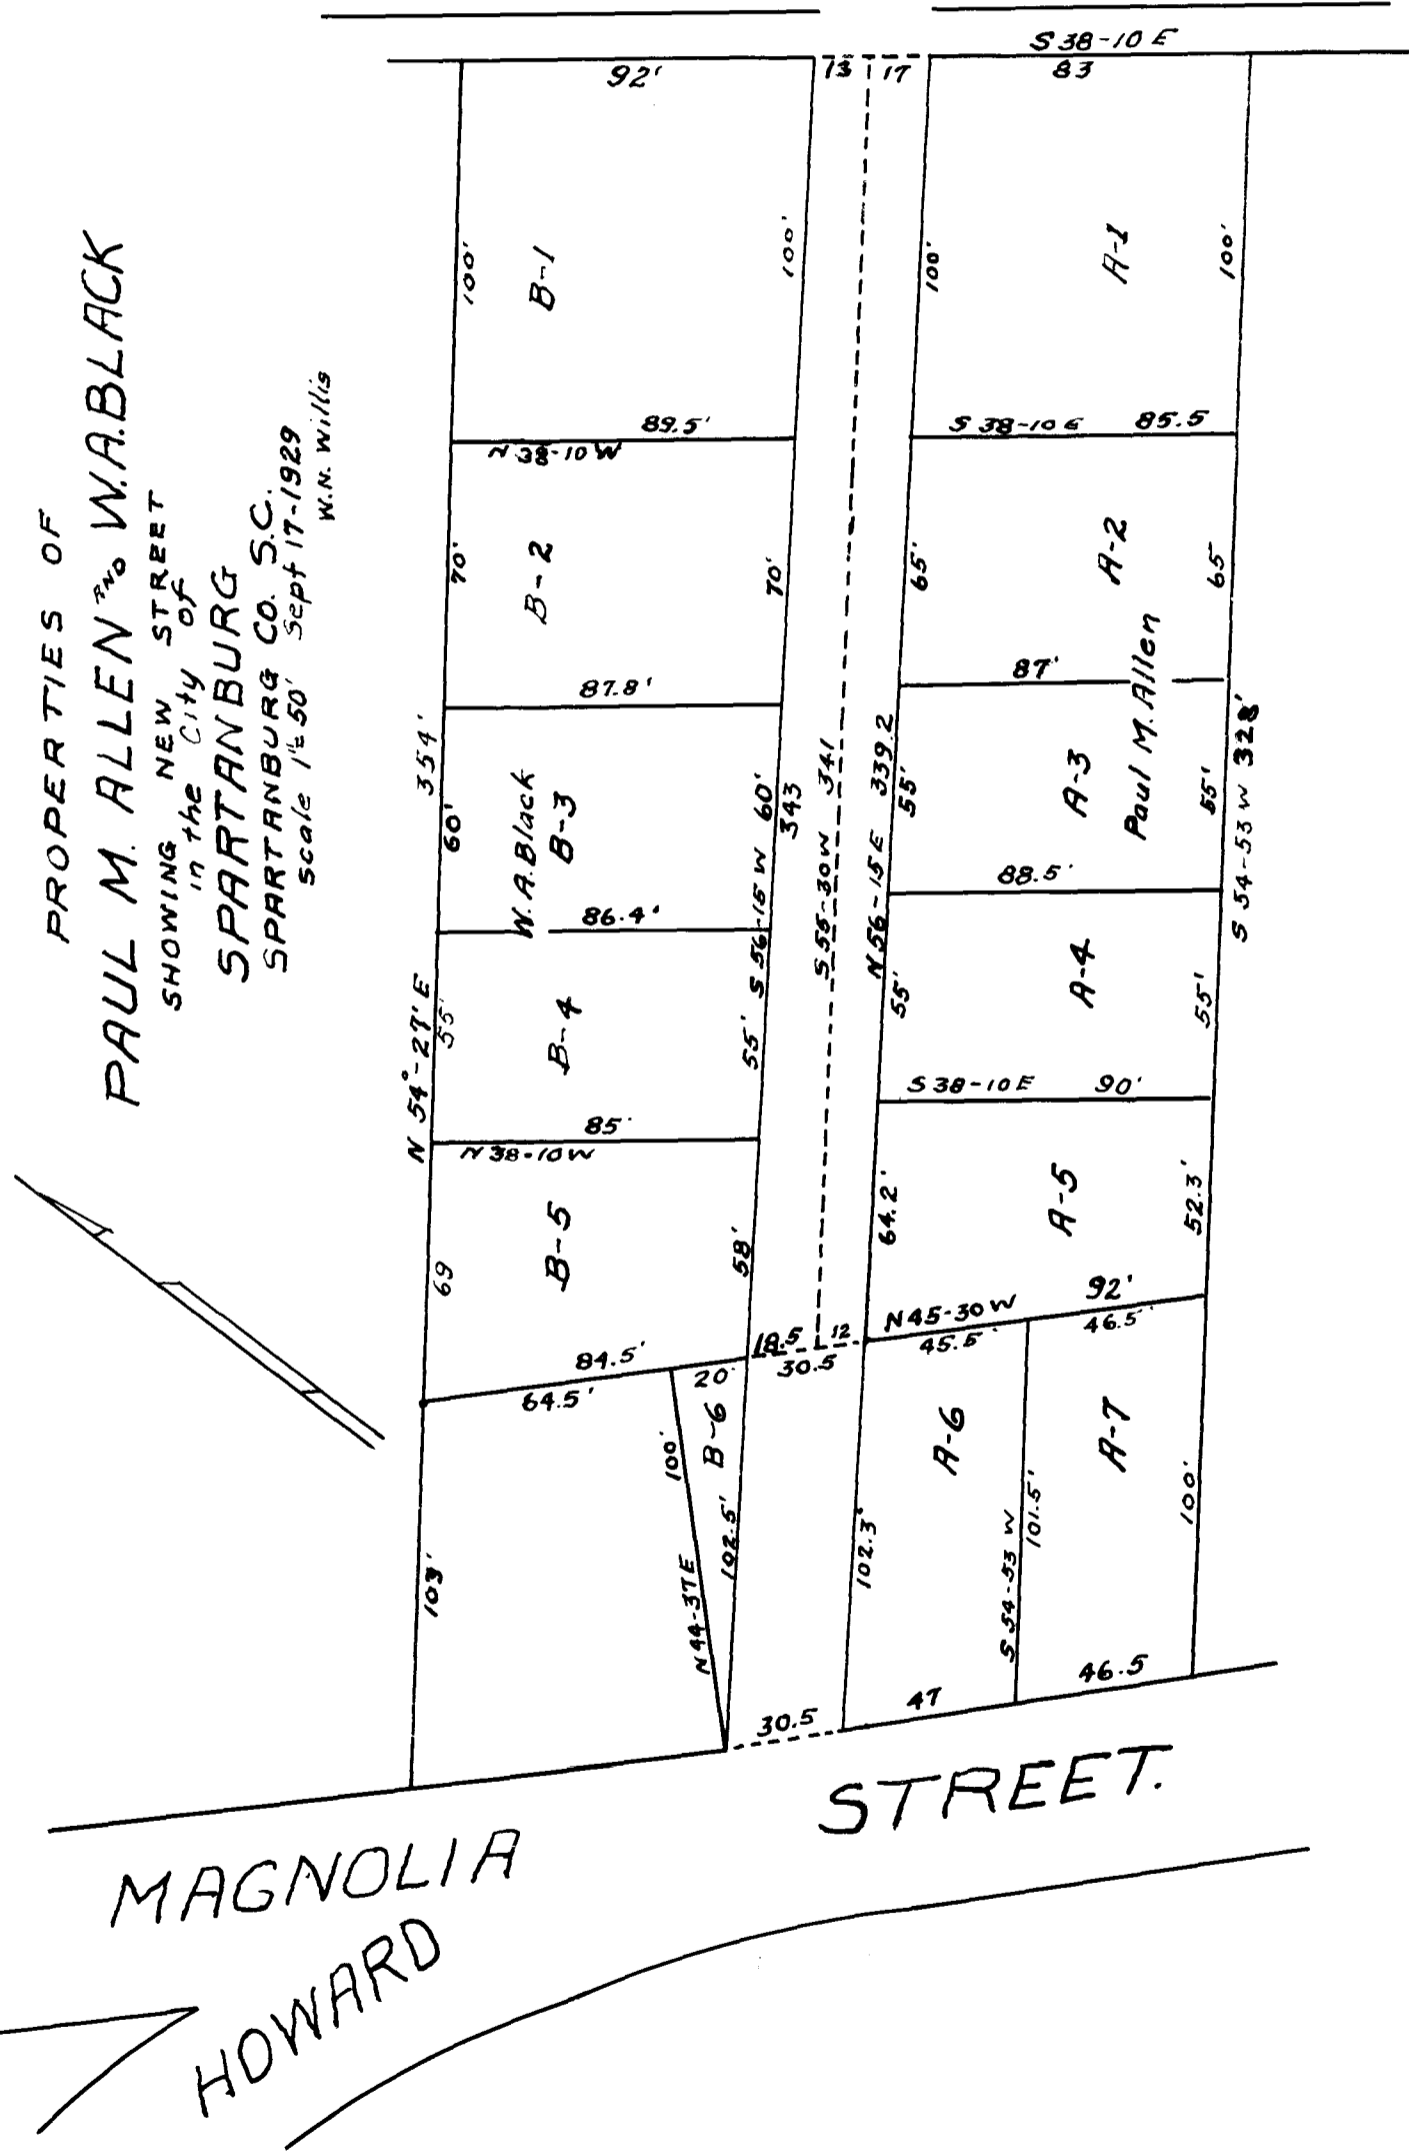 PROPERTIES OF
PAUL M. ALLEN AND W.A.BLACK
SHOWING NEW STREET
in the City of
SPARTANBURG
SPARTANBURG CO. S.C.
Scale 1"=50' Sept 17-1929
W.N. Willis
S 38-10 E
92'
13
17
83
100'
B-1
100'
100'
A-1
100'
89.5'
N 38-10 W
S 38-10 E
85.5
70'
B-2
70'
65'
A-2
65
87.8'
87'
354'
60'
W.A.Black
B-3
60'
343
S 56-15 W
S 55-30W 341
N 56-15 E 339.2
55'
A-3
Paul M. Allen
55'
S 54-53 W 328'
86.4'
88.5'
N 54°-27' E
55'
B-4
55'
55'
A-4
55'
85'
N 38-10 W
S 38-10 E
90'
69
B-5
58'
64.2'
A-5
52.3'
84.5'
18.5
12
N 45-30 W
92'
64.5'
20'
30.5
45.5'
46.5'
103'
100'
N 44-37 E
B-6
102.5'
102.3'
A-6
S 54-53 W
101.5'
A-7
100'
30.5
47
46.5
MAGNOLIA STREET.
HOWARD